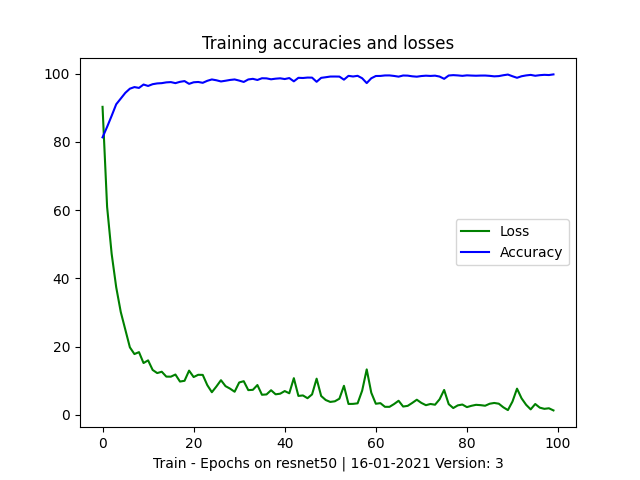 Training accuracies and losses
100
80
60
40
20
0
Loss
Accuracy
0 20 40 60 80 100
Train - Epochs on resnet50 | 16-01-2021 Version: 3